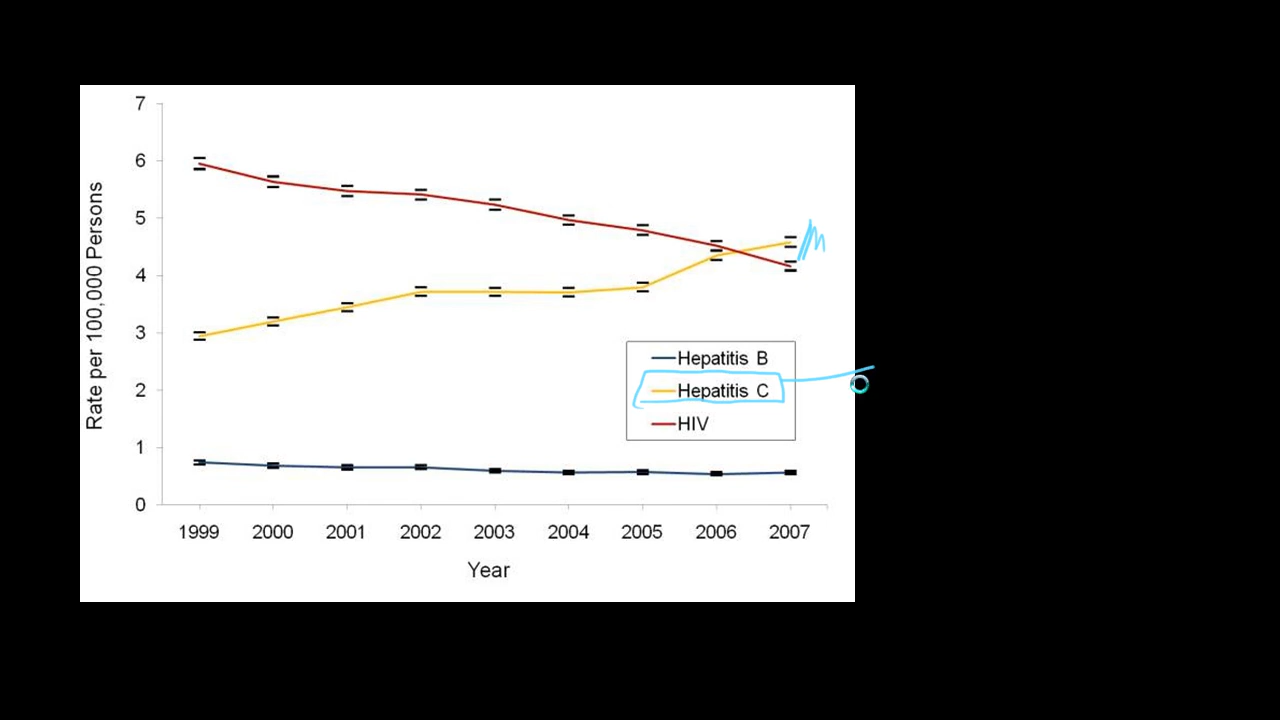 7
6
5
4
3
2
1
0
Rate per 100,000 Persons
Hepatitis B
Hepatitis C
HIV
1999 2000 2001 2002 2003 2004 2005 2006 2007
Year